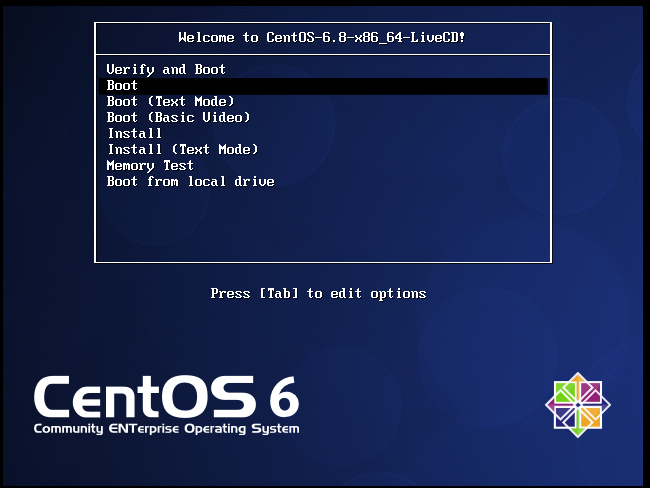 Welcome to CentOS-6.8-x86_64-LiveCD!
Verify and Boot
Boot
Boot (Text Mode)
Boot (Basic Video)
Install
Install (Text Mode)
Memory Test
Boot from local drive
Press [Tab] to edit options
CentOS 6
Community ENTerprise Operating System